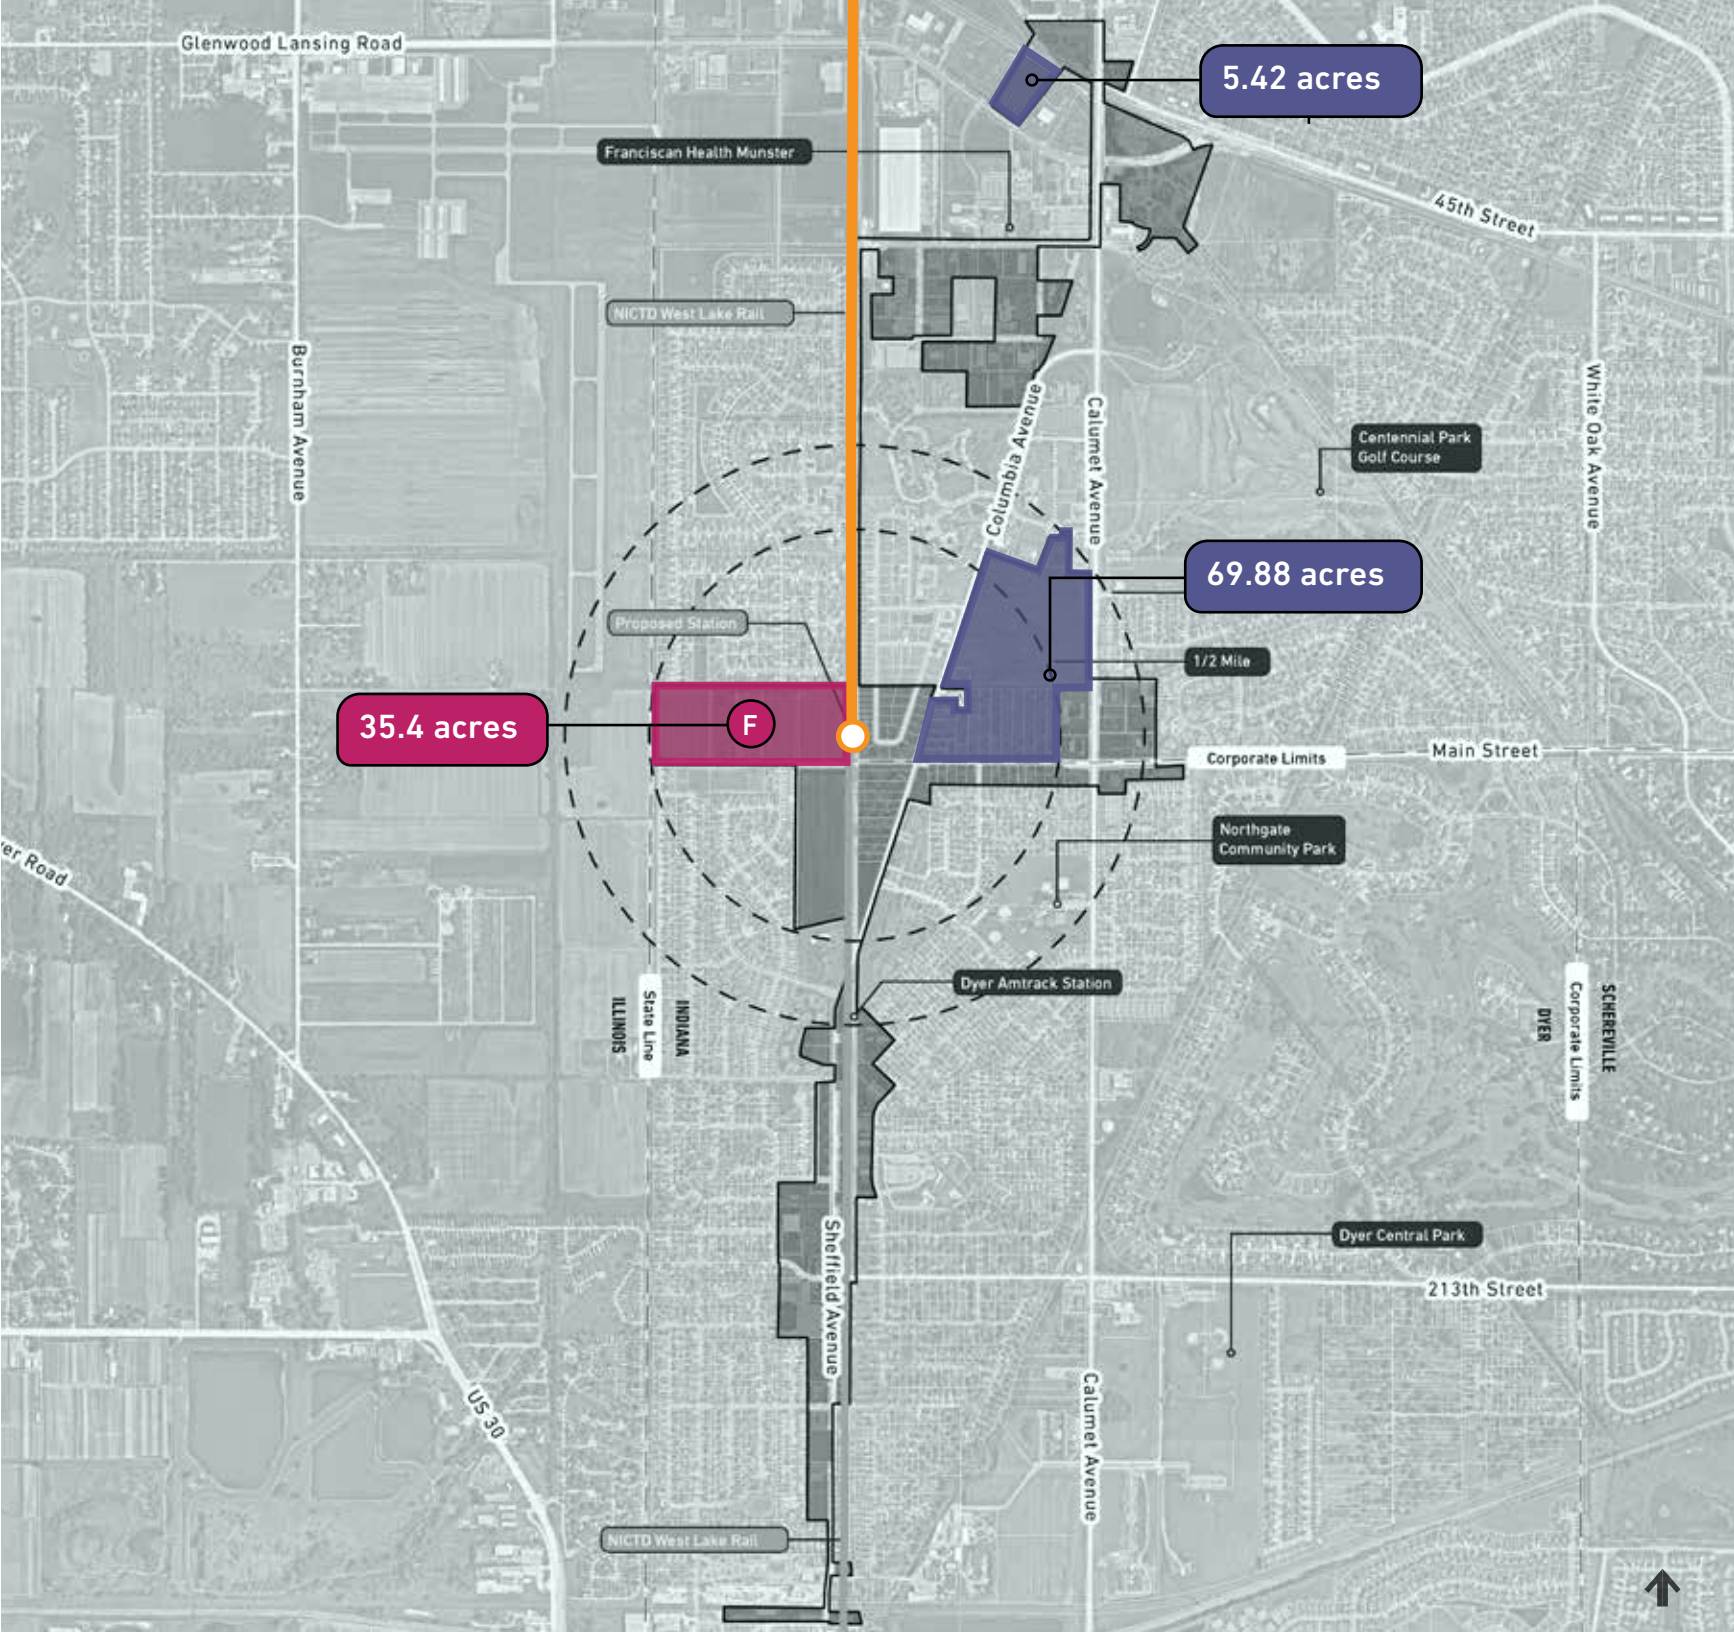 Glenwood Lansing Road
5.42 acres
Franciscan Health Munster
45th Street
NICTD West Lake Rail
Burnham Avenue
Columbia Avenue
Calumet Avenue
White Oak Avenue
Centennial Park
Golf Course
69.88 acres
Proposed Station
1/2 Mile
35.4 acres
F
Corporate Limits
Main Street
Northgate
Community Park
er Road
Dyer Amtrack Station
ILLINOIS
State Line
INDIANA
DYER
Corporate Limits
SCHEREVILLE
Sheffield Avenue
Dyer Central Park
213th Street
US 30
Calumet Avenue
NICTD West Lake Rail